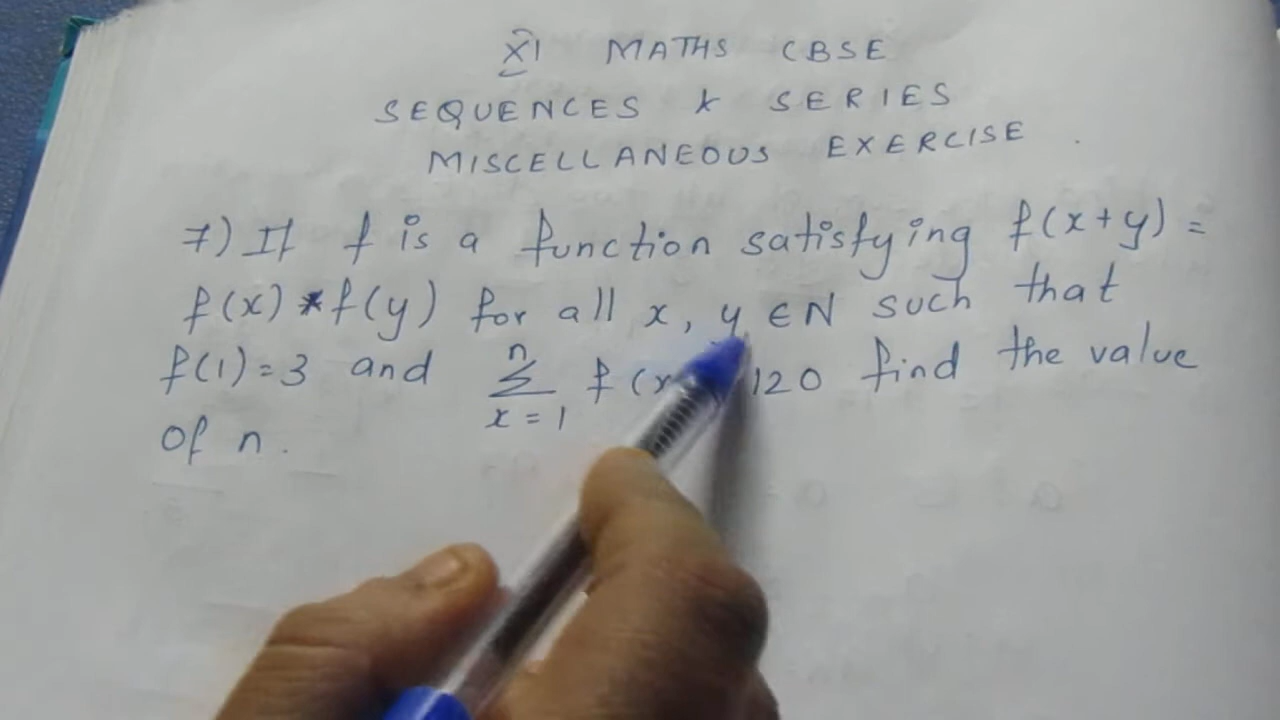 XI MATHS CBSE
SEQUENCES & SERIES
MISCELLANEOUS EXERCISE
7) If f is a function satisfying f(x+y) =
f(x) * f(y) for all x, y ∈ N such that
f(1) = 3 and n Σ x = 1 f(x 120 find the value
of n.